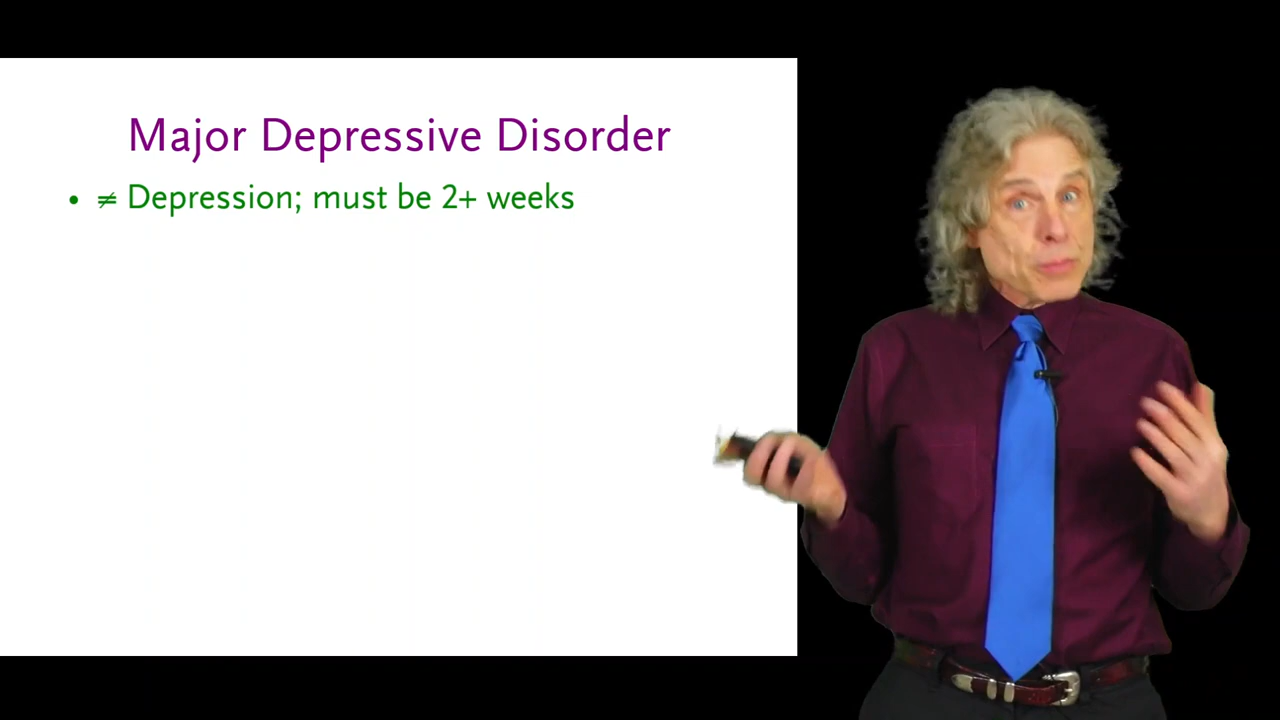 Major Depressive Disorder
• ≠ Depression; must be 2+ weeks